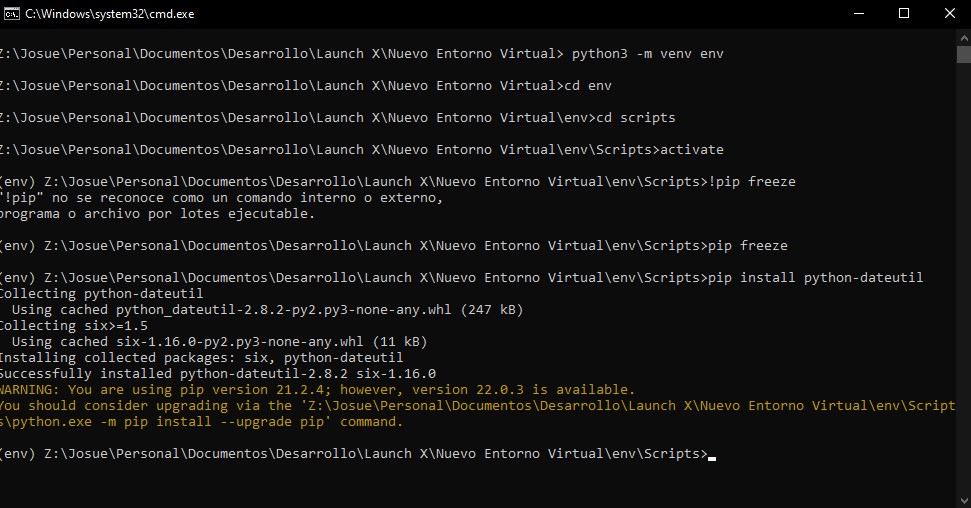 C:\Windows\system32\cmd.exe
Z:\Josue\Personal\Documentos\Desarrollo\Launch X\Nuevo Entorno Virtual> python3 -m venv env
Z:\Josue\Personal\Documentos\Desarrollo\Launch X\Nuevo Entorno Virtual>cd env
Z:\Josue\Personal\Documentos\Desarrollo\Launch X\Nuevo Entorno Virtual\env>cd scripts
Z:\Josue\Personal\Documentos\Desarrollo\Launch X\Nuevo Entorno Virtual\env\Scripts>activate
(env) Z:\Josue\Personal\Documentos\Desarrollo\Launch X\Nuevo Entorno Virtual\env\Scripts>!pip freeze
"!pip" no se reconoce como un comando interno o externo,
programa o archivo por lotes ejecutable.
(env) Z:\Josue\Personal\Documentos\Desarrollo\Launch X\Nuevo Entorno Virtual\env\Scripts>pip freeze
(env) Z:\Josue\Personal\Documentos\Desarrollo\Launch X\Nuevo Entorno Virtual\env\Scripts>pip install python-dateutil
Collecting python-dateutil
Using cached python_dateutil-2.8.2-py2.py3-none-any.whl (247 kB)
Collecting six>=1.5
Using cached six-1.16.0-py2.py3-none-any.whl (11 kB)
Installing collected packages: six, python-dateutil
Successfully installed python-dateutil-2.8.2 six-1.16.0
WARNING: You are using pip version 21.2.4; however, version 22.0.3 is available.
You should consider upgrading via the 'Z:\Josue\Personal\Documentos\Desarrollo\Launch X\Nuevo Entorno Virtual\env\Script
s\python.exe -m pip install --upgrade pip' command.
(env) Z:\Josue\Personal\Documentos\Desarrollo\Launch X\Nuevo Entorno Virtual\env\Scripts>